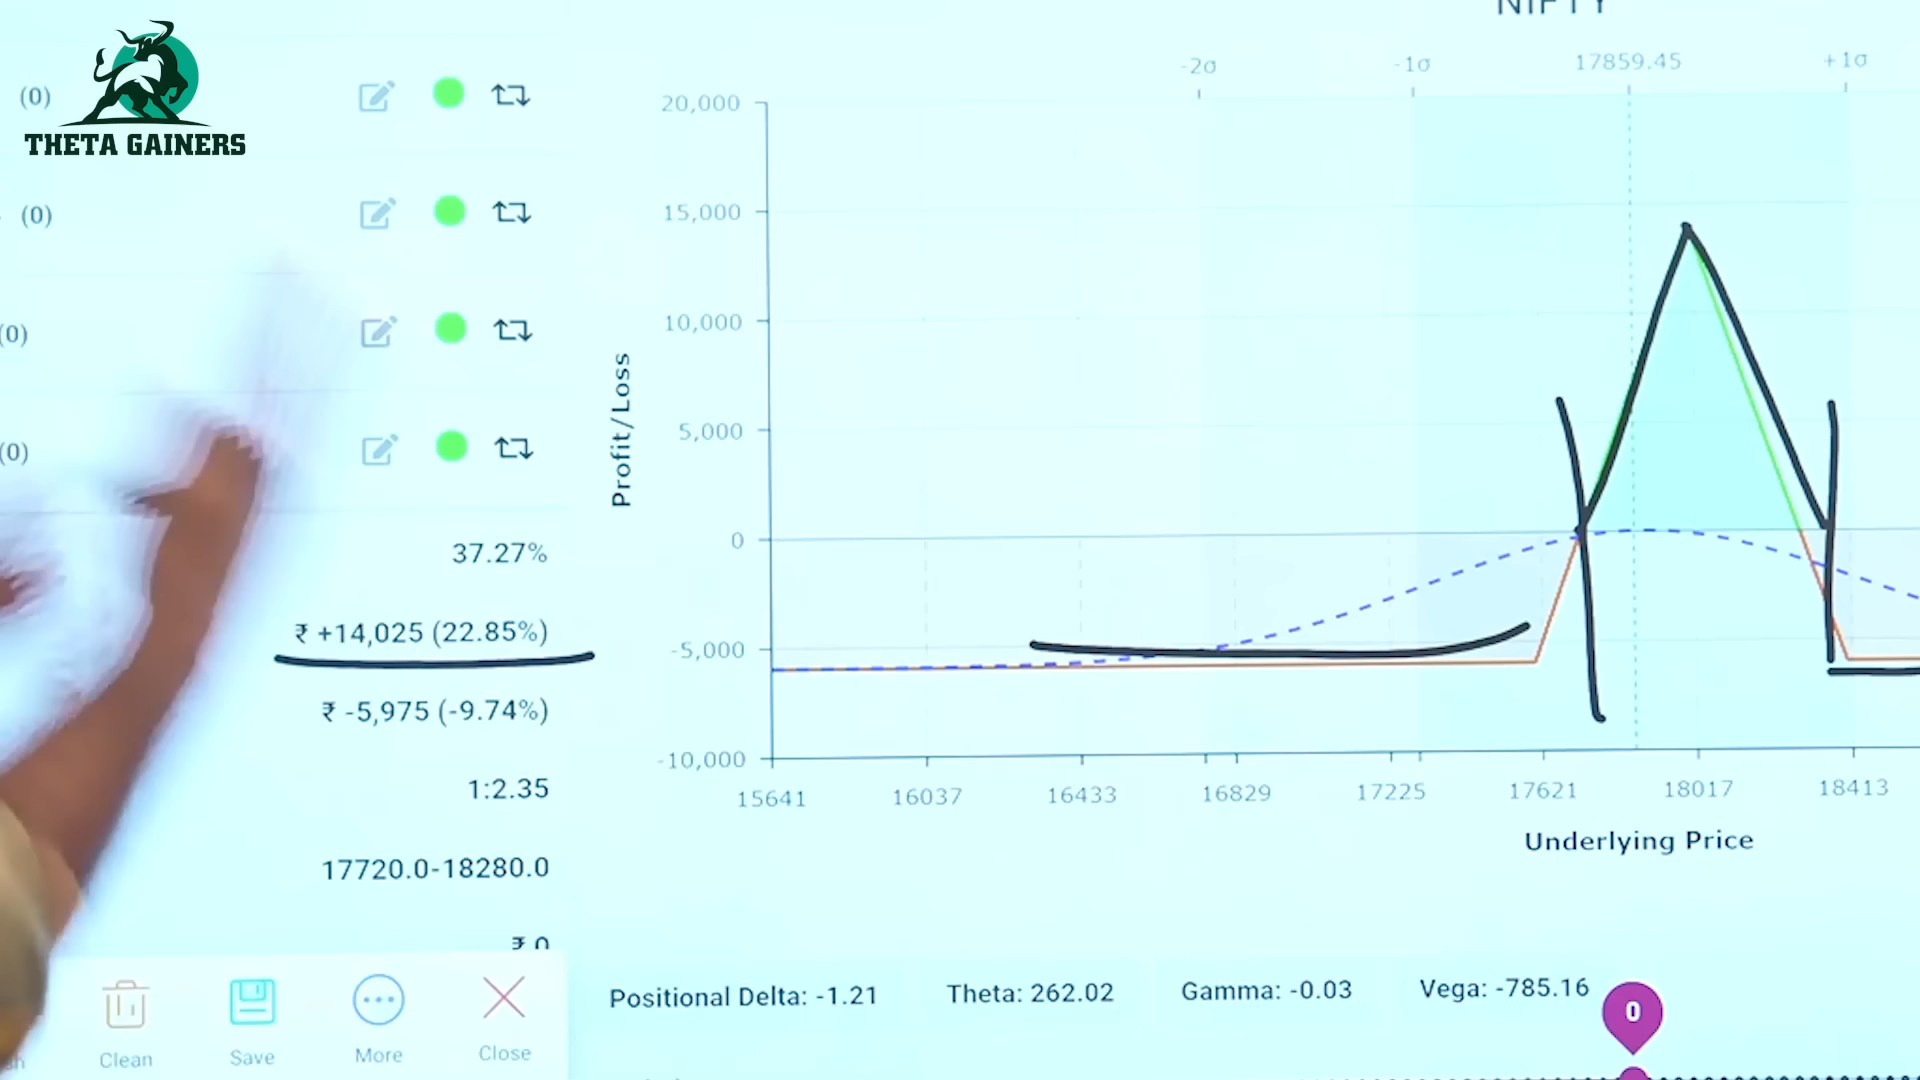 THETA GAINERS
(0)
(0)
(0)
(0)
37.27%
₹ +14,025 (22.85%)
₹ -5,975 (-9.74%)
1:2.35
17720.0-18280.0
₹ 0
Clean
Save
More
Close
NIFTY
-2σ
-1σ
17859.45
+1σ
20,000
15,000
10,000
5,000
0
-5,000
-10,000
Profit/Loss
15641
16037
16433
16829
17225
17621
18017
18413
Underlying Price
Positional Delta: -1.21
Theta: 262.02
Gamma: -0.03
Vega: -785.16
0